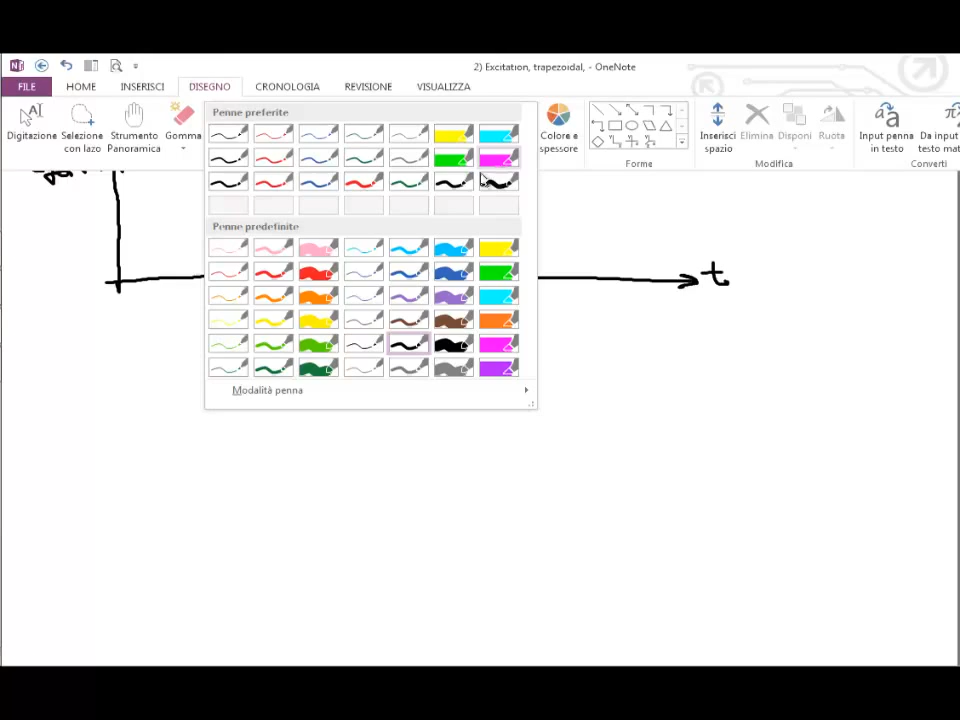 2) Excitation, trapezoidal, - OneNote
FILE HOME INSERISCI DISEGNO CRONOLOGIA REVISIONE VISUALIZZA
Digitazione
Selezione con lazo
Strumento Panoramica
Gomma
Penne preferite
Penne predefinite
Modalità penna
Colore e spessore
Forme
Inserisci spazio
Elimina
Disponi
Ruota
Modifica
Input penna in testo
Da input testo mat
Converti
t